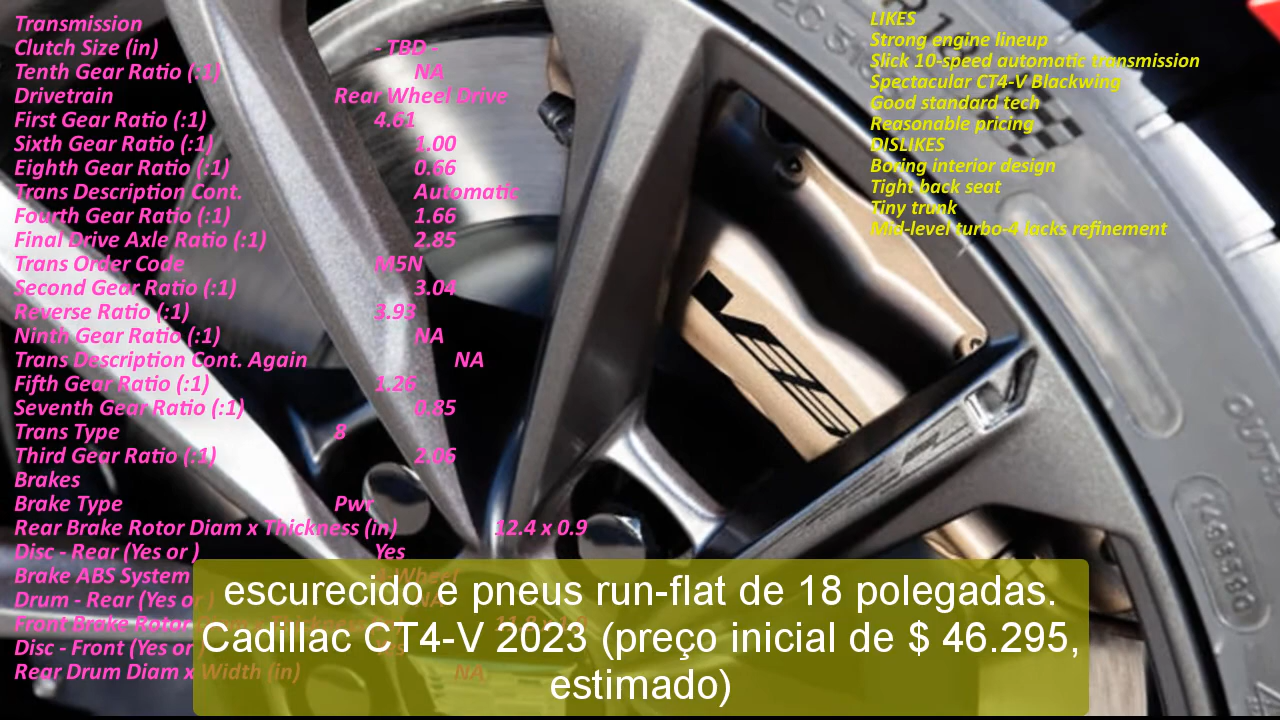 Transmission
Clutch Size (in) - TBD -
Tenth Gear Ratio (:1) NA
Drivetrain Rear Wheel Drive
First Gear Ratio (:1) 4.61
Sixth Gear Ratio (:1) 1.00
Eighth Gear Ratio (:1) 0.66
Trans Description Cont. Automatic
Fourth Gear Ratio (:1) 1.66
Final Drive Axle Ratio (:1) 2.85
Trans Order Code M5N
Second Gear Ratio (:1) 3.04
Reverse Ratio (:1) 3.93
Ninth Gear Ratio (:1) NA
Trans Description Cont. Again NA
Fifth Gear Ratio (:1) 1.26
Seventh Gear Ratio (:1) 0.85
Trans Type 8
Third Gear Ratio (:1) 2.06
Brakes
Brake Type Pwr
Rear Brake Rotor Diam x Thickness (in) 12.4 x 0.9
Disc - Rear (Yes or ) Yes
Brake ABS System 4-Wheel
Drum - Rear (Yes or ) NA
Front Brake Rotor
Disc - Front (Yes or )
Rear Drum Diam x Width (in) NA
LIKES
Strong engine lineup
Slick 10-speed automatic transmission
Spectacular CT4-V Blackwing
Good standard tech
Reasonable pricing
DISLIKES
Boring interior design
Tight back seat
Tiny trunk
Mid-level turbo-4 lacks refinement
escurecido e pneus run-flat de 18 polegadas.
Cadillac CT4-V 2023 (preço inicial de $ 46.295,
estimado)